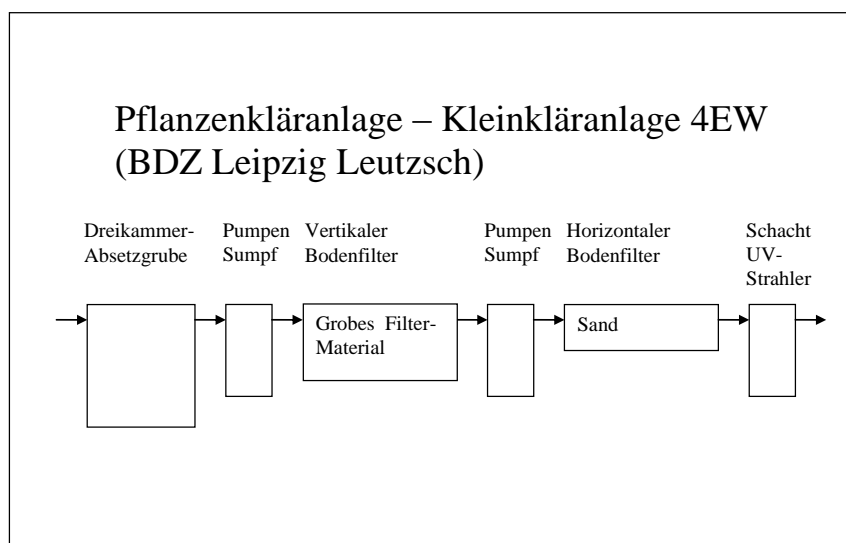 Pflanzenkläranlage – Kleinkläranlage 4EW
(BDZ Leipzig Leutzsch)
Dreikammer-
Absetzgrube
Pumpen
Sumpf
Vertikaler
Bodenfilter
Pumpen
Sumpf
Horizontaler
Bodenfilter
Schacht
UV-
Strahler
Grobes Filter-
Material
Sand